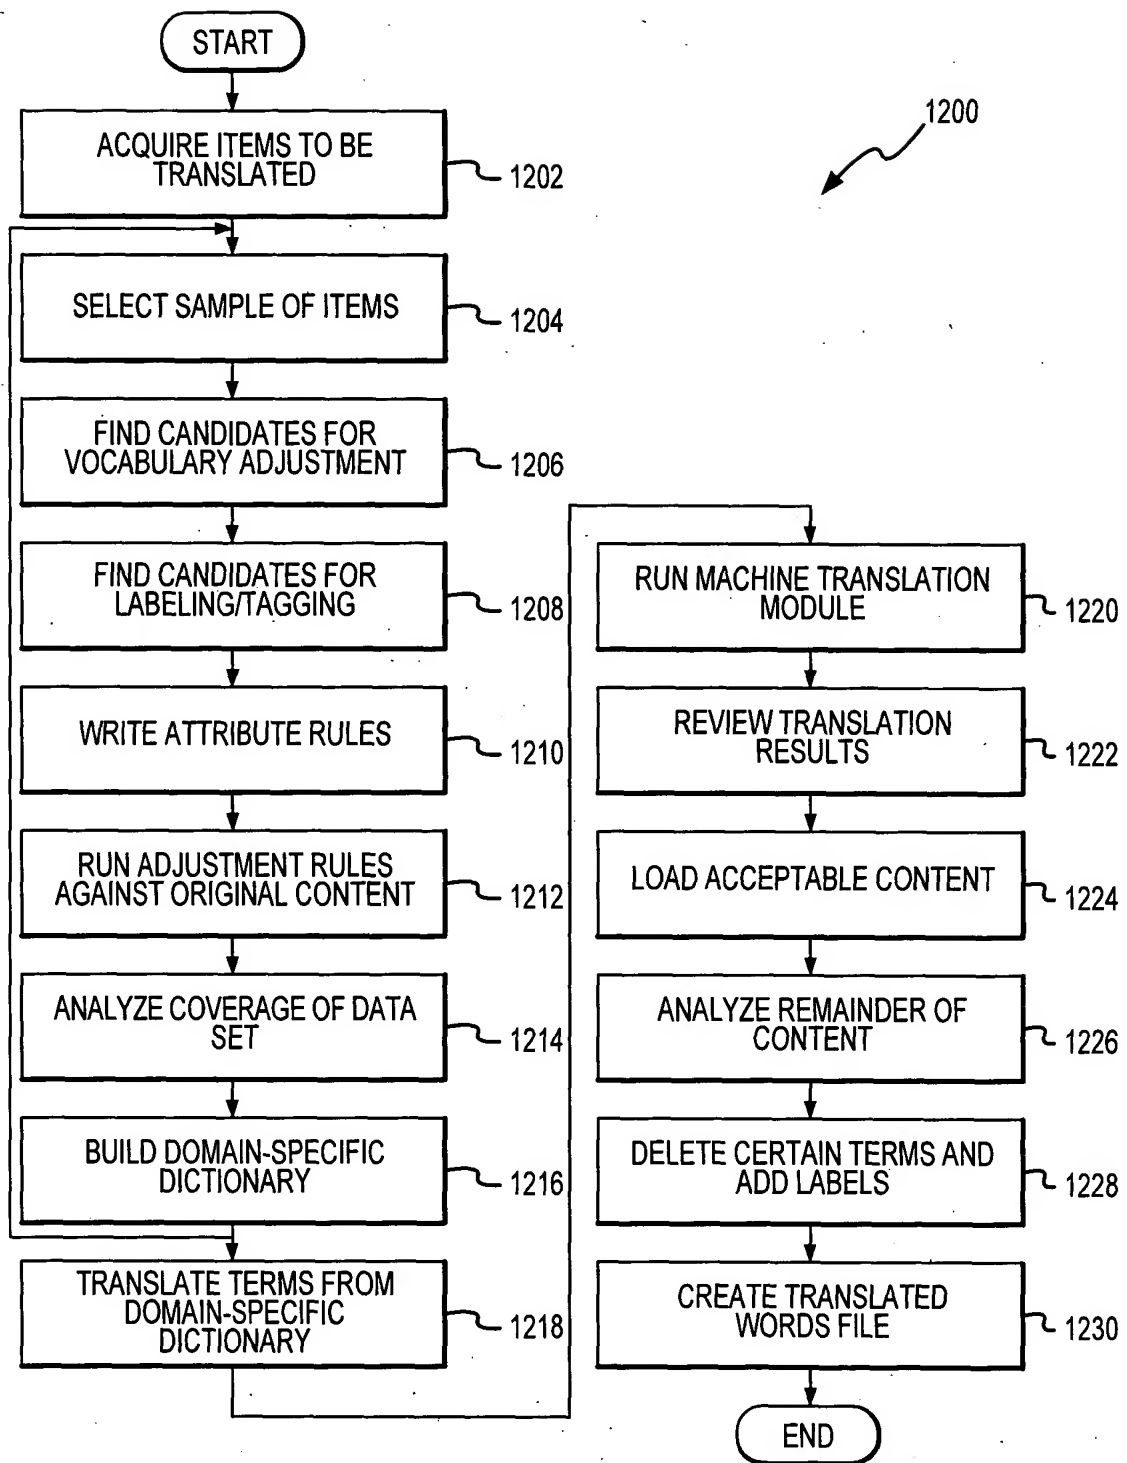 START
1200
ACQUIRE ITEMS TO BE
TRANSLATED
1202
SELECT SAMPLE OF ITEMS
1204
FIND CANDIDATES FOR
VOCABULARY ADJUSTMENT
1206
FIND CANDIDATES FOR
LABELING/TAGGING
1208
WRITE ATTRIBUTE RULES
1210
RUN ADJUSTMENT RULES
AGAINST ORIGINAL CONTENT
1212
ANALYZE COVERAGE OF DATA
SET
1214
BUILD DOMAIN-SPECIFIC
DICTIONARY
1216
TRANSLATE TERMS FROM
DOMAIN-SPECIFIC
DICTIONARY
1218
RUN MACHINE TRANSLATION
MODULE
1220
REVIEW TRANSLATION
RESULTS
1222
LOAD ACCEPTABLE CONTENT
1224
ANALYZE REMAINDER OF
CONTENT
1226
DELETE CERTAIN TERMS AND
ADD LABELS
1228
CREATE TRANSLATED
WORDS FILE
1230
END